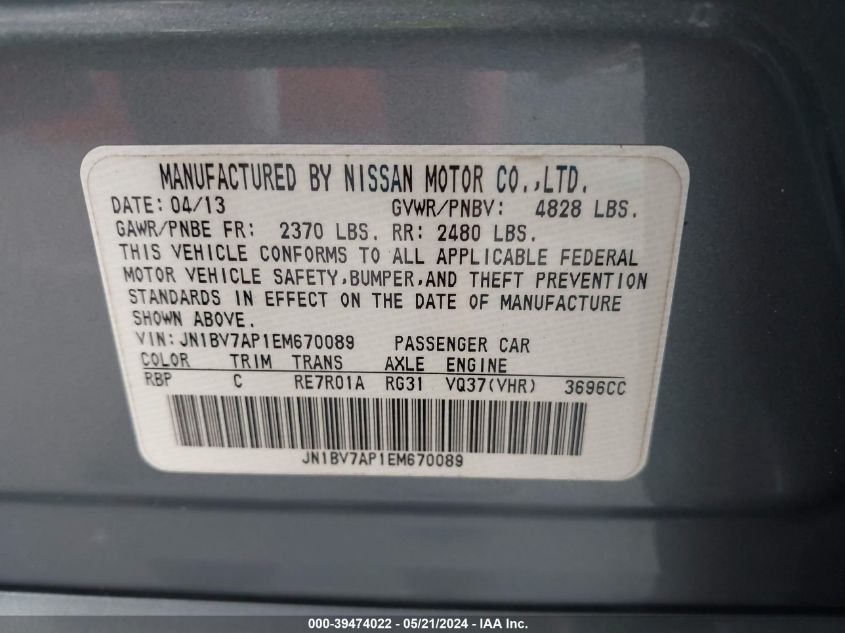 MANUFACTURED BY NISSAN MOTOR CO.,LTD.
DATE: 04/13 GVWR/PNBV: 4828 LBS.
GAWR/PNBE FR: 2370 LBS. RR: 2480 LBS.
THIS VEHICLE CONFORMS TO ALL APPLICABLE FEDERAL
MOTOR VEHICLE SAFETY,BUMPER,AND THEFT PREVENTION
STANDARDS IN EFFECT ON THE DATE OF MANUFACTURE
SHOWN ABOVE.
VIN:JN1BV7AP1EM670089 PASSENGER CAR
COLOR TRIM TRANS AXLE ENGINE
RBP C RE7R01A RG31 VQ37(VHR) 3696CC
JN1BV7AP1EM670089
000-39474022 - 05/21/2024 - IAA Inc.